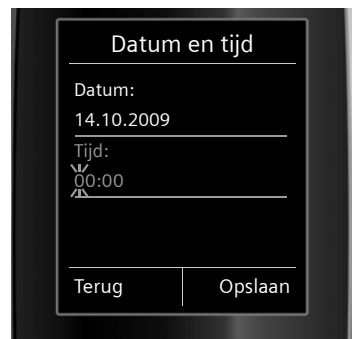 Datum en tijd
Datum:
14.10.2009
Tijd:
00:00
Terug Opslaan